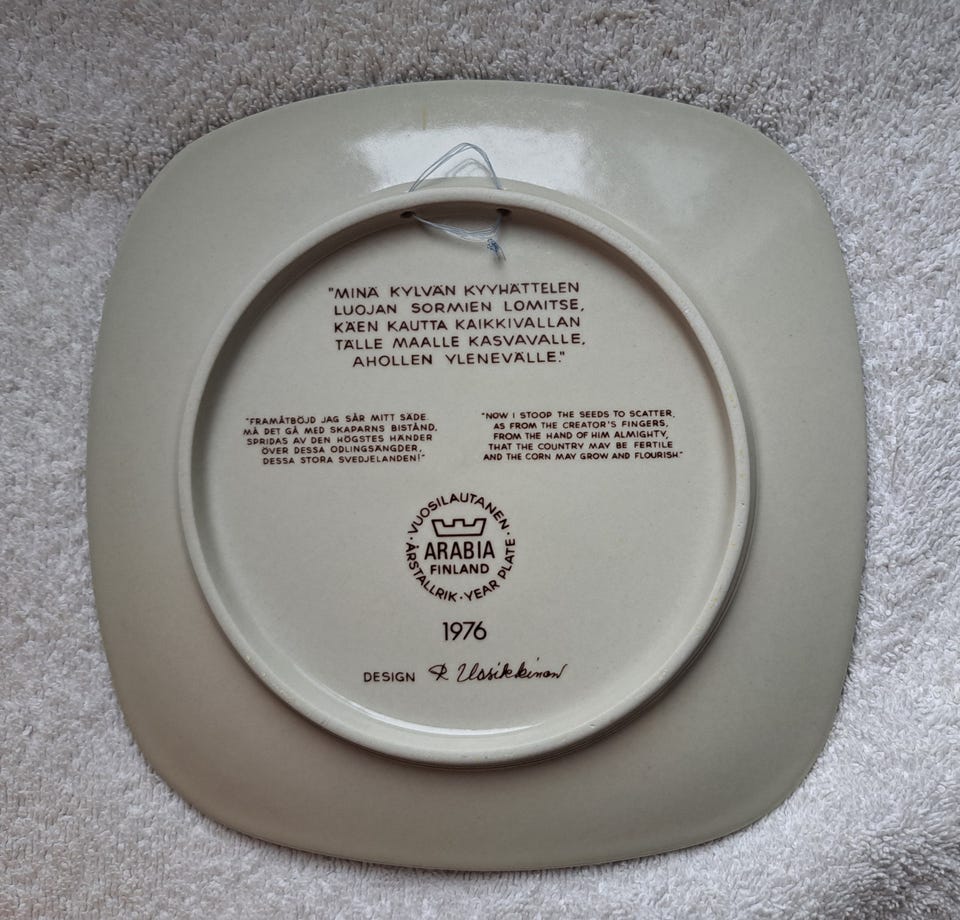 "MINÄ KYLVÄN KYYHÄTTELEN
LUOJAN SORMIEN LOMITSE,
KÄEN KAUTTA KAIKKIVALLAN
TÄLLE MAALLE KASVAVALLE,
AHOLLEN YLENEVÄLLE."
"FRAMÅTBÖJD JAG SÅR MITT SÄDE.
MÅ DET GÅ MED SKAPARNS BISTÅND,
SPRIDAS AV DEN HÖGSTES HÄNDER
ÖVER DESSA ODLINGSÄNGDER,
DESSA STORA SVEDJELANDEN!"
"NOW I STOOP THE SEEDS TO SCATTER,
AS FROM THE CREATOR'S FINGERS,
FROM THE HAND OF HIM ALMIGHTY,
THAT THE COUNTRY MAY BE FERTILE
AND THE CORN MAY GROW AND FLOURISH"
· VUOSILAUTANEN ·
ARABIA
FINLAND
ÅRSTALLRIK · YEAR PLATE
1976
DESIGN R Uosikkinen